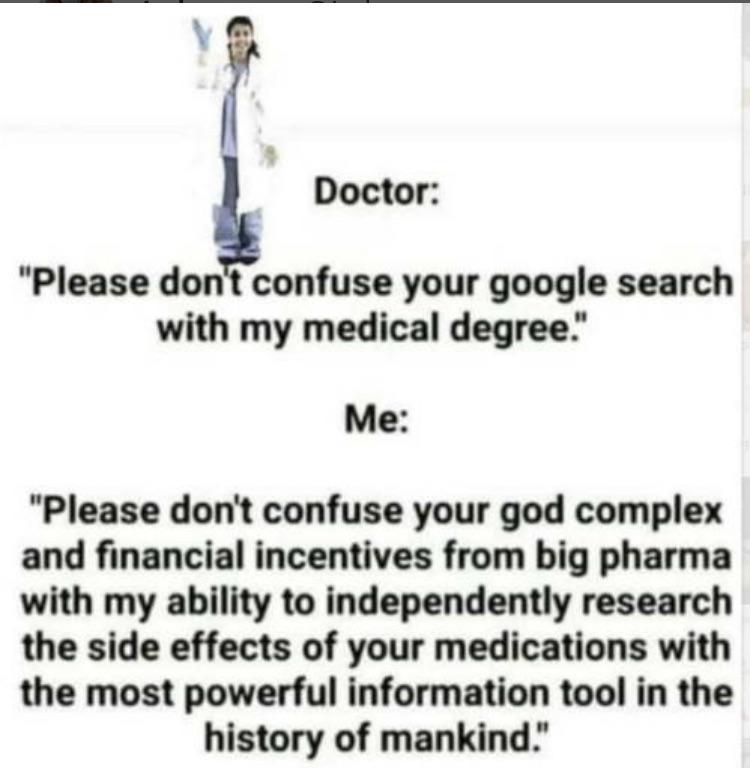 Doctor:
"Please don't confuse your google search
with my medical degree."
Me:
"Please don't confuse your god complex
and financial incentives from big pharma
with my ability to independently research
the side effects of your medications with
the most powerful information tool in the
history of mankind."